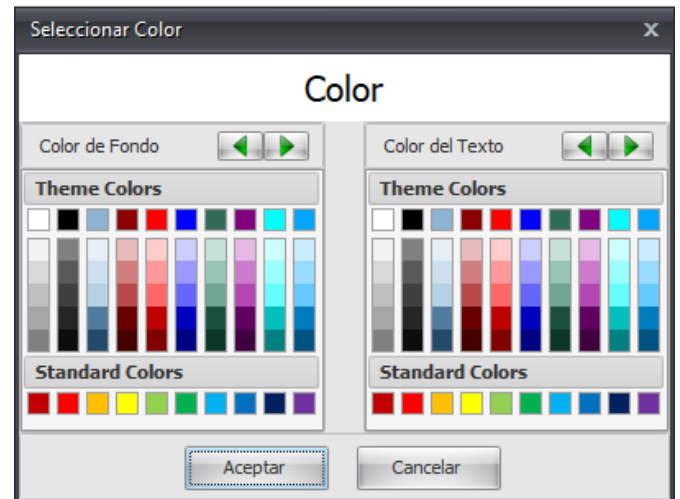 Seleccionar Color
x
Color
Color de Fondo
Color del Texto
Theme Colors
Theme Colors
Standard Colors
Standard Colors
Aceptar
Cancelar